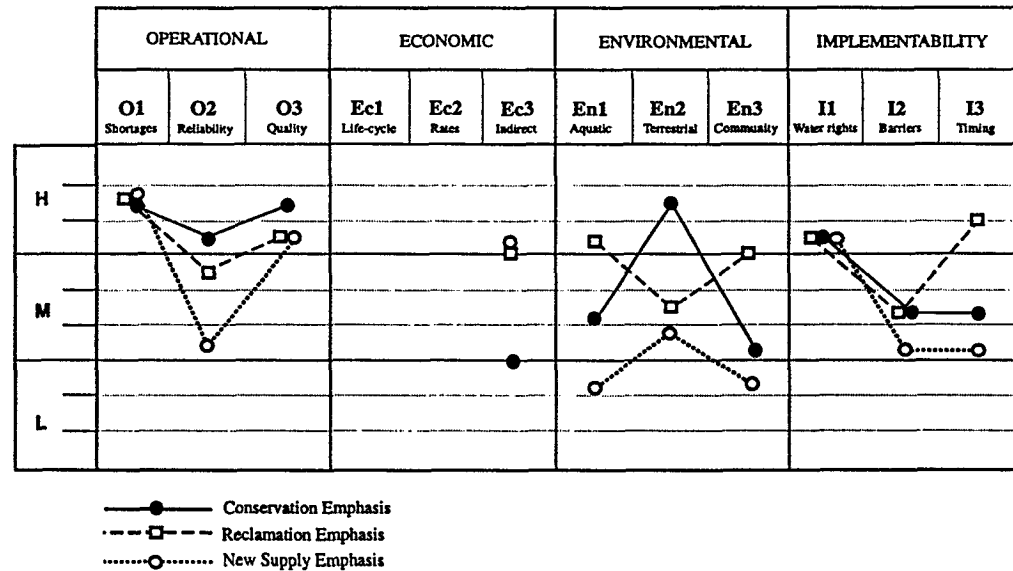 OPERATIONAL ECONOMIC ENVIRONMENTAL IMPLEMENTABILITY
O1 O2 O3 Ec1 Ec2 Ec3 En1 En2 En3 I1 I2 I3
Shortages Reliability Quality Life-cycle Rates Indirect Aquatic Terrestrial Community Water rights Barriers Timing
H
M
L
Conservation Emphasis
Reclamation Emphasis
New Supply Emphasis